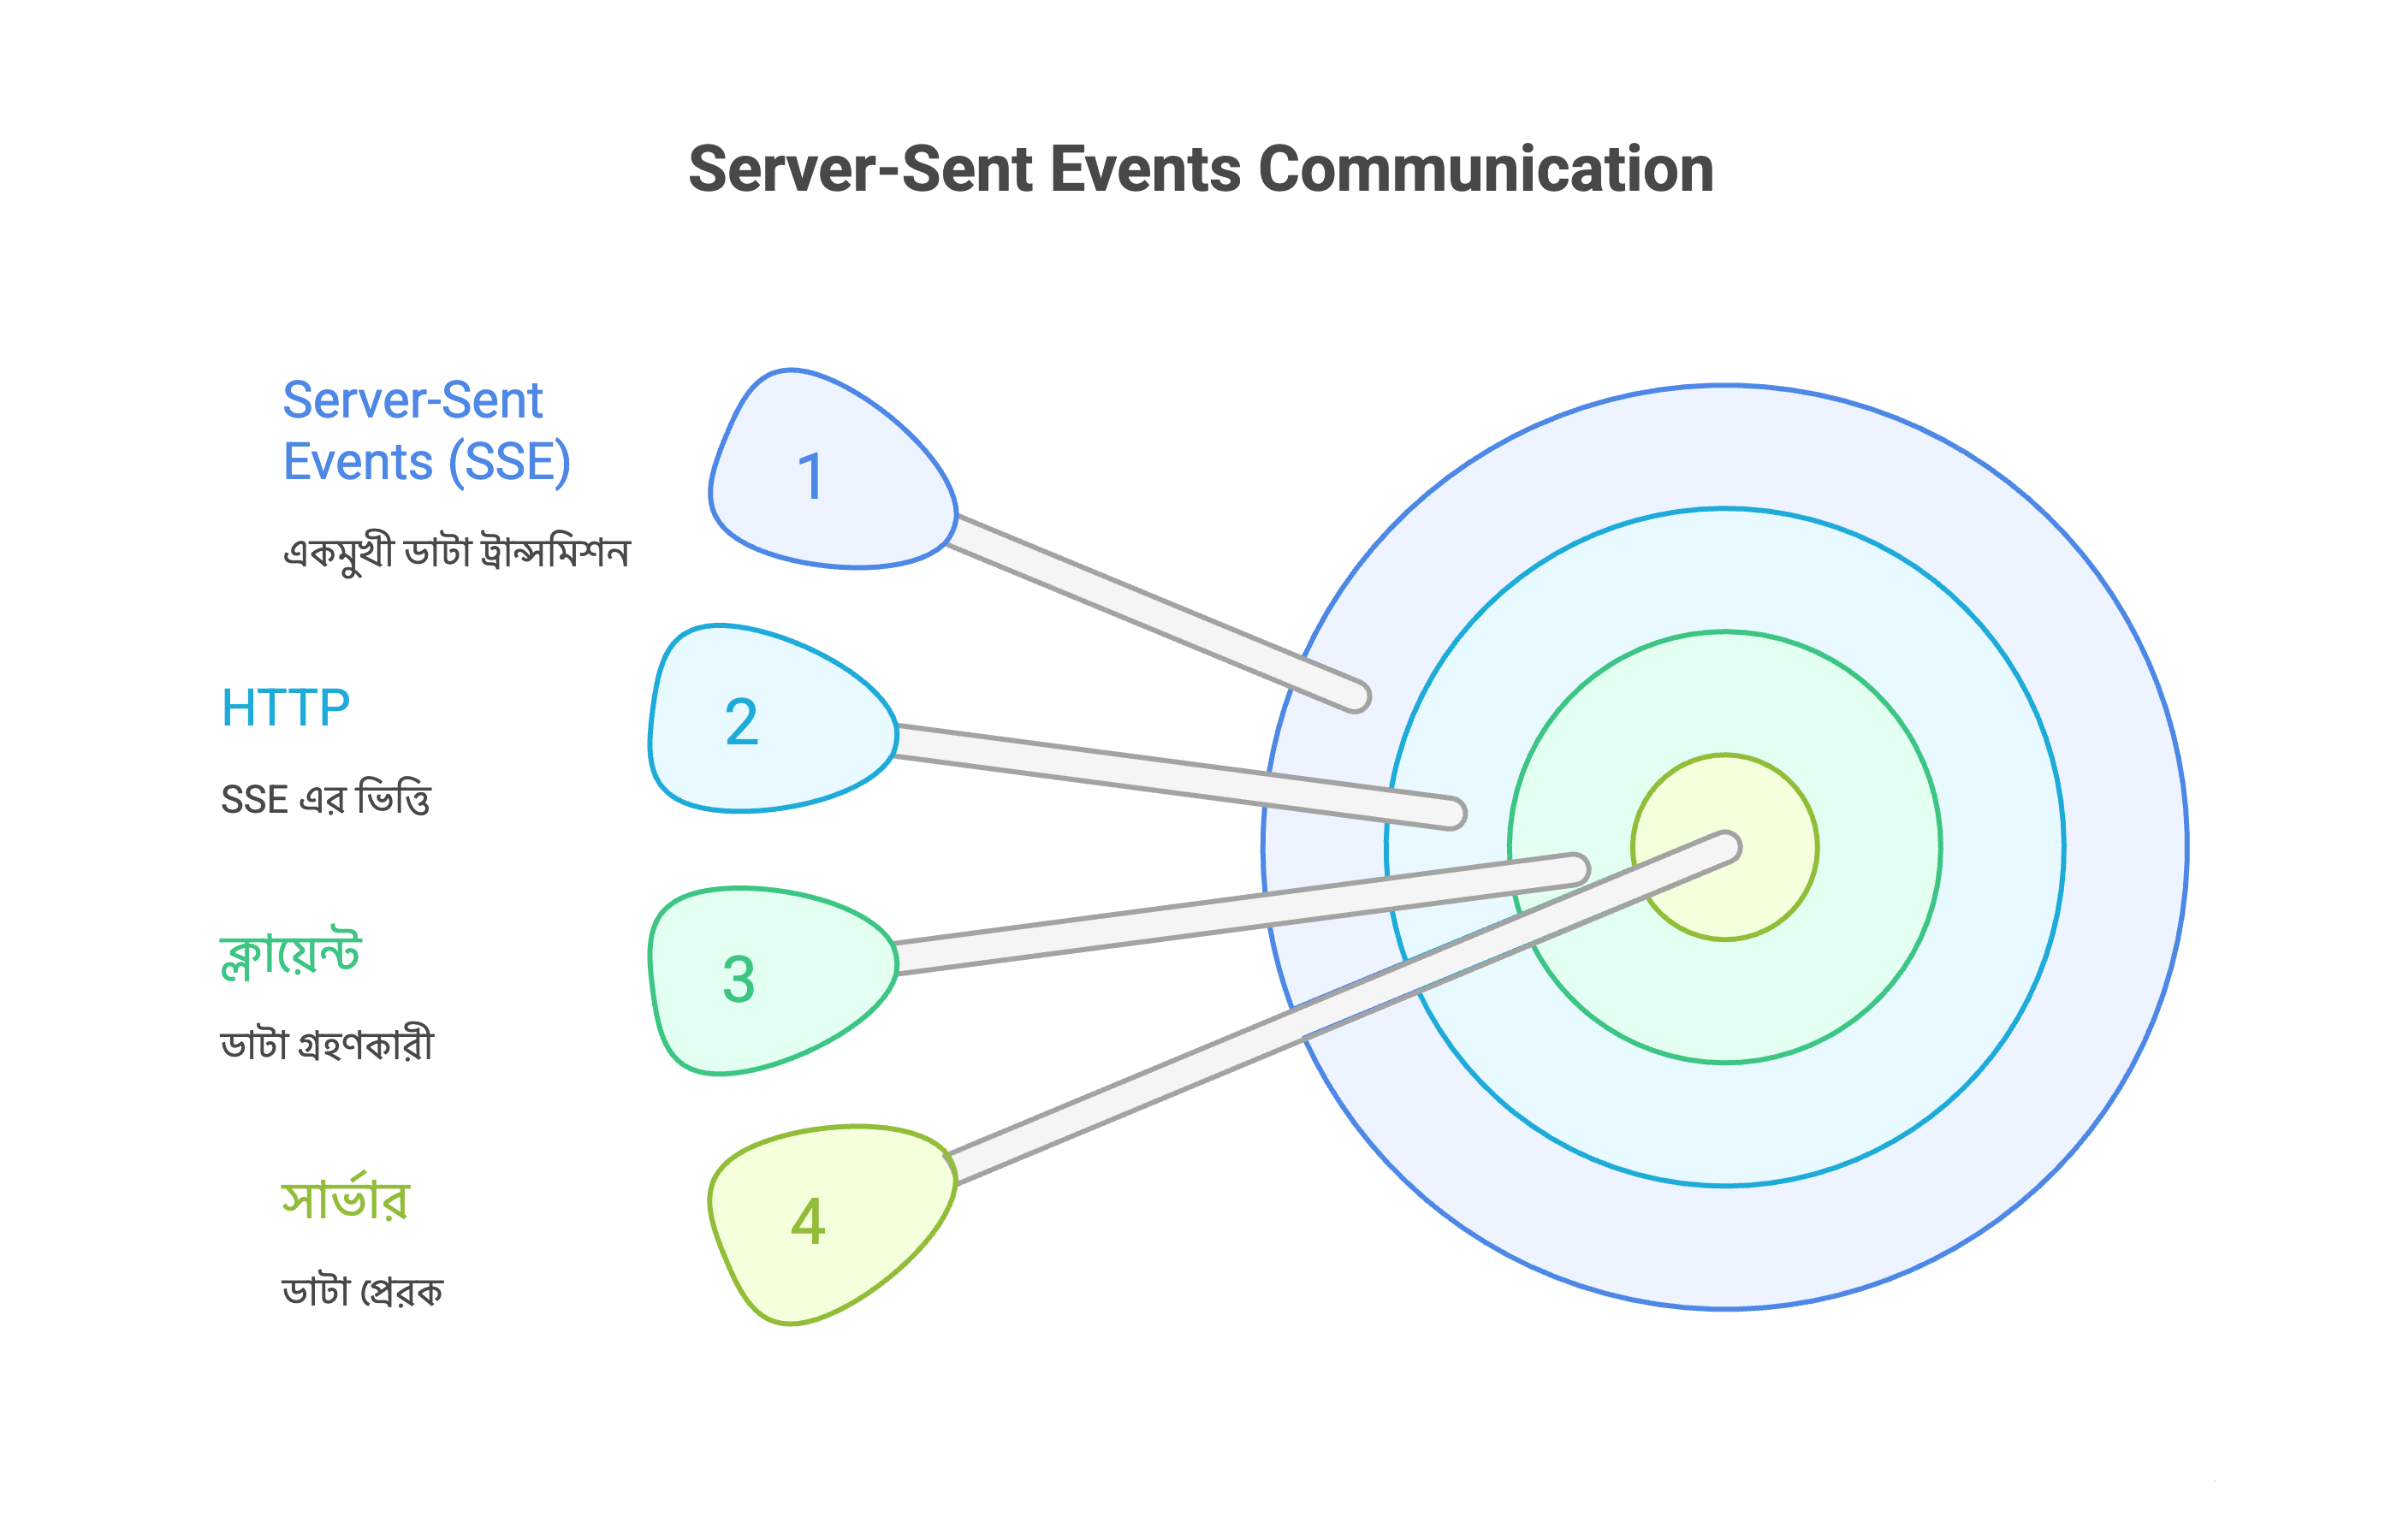 Server-Sent Events Communication
Server-Sent
Events (SSE)
একমুখী ডাটা ট্রান্সমিশন
1
HTTP
SSE এর ভিত্তি
2
ক্লায়েন্ট
ডাটা গ্রহণকারী
3
সার্ভার
ডাটা প্রেরক
4